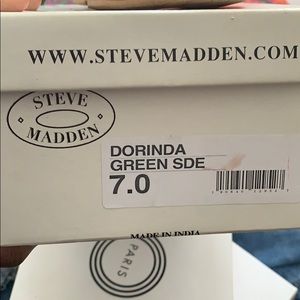 WWW.STEVEMADDEN.COM
STEVE
MADDEN
DORINDA
GREEN SDE
7.0
MADE IN INDIA
PARIS